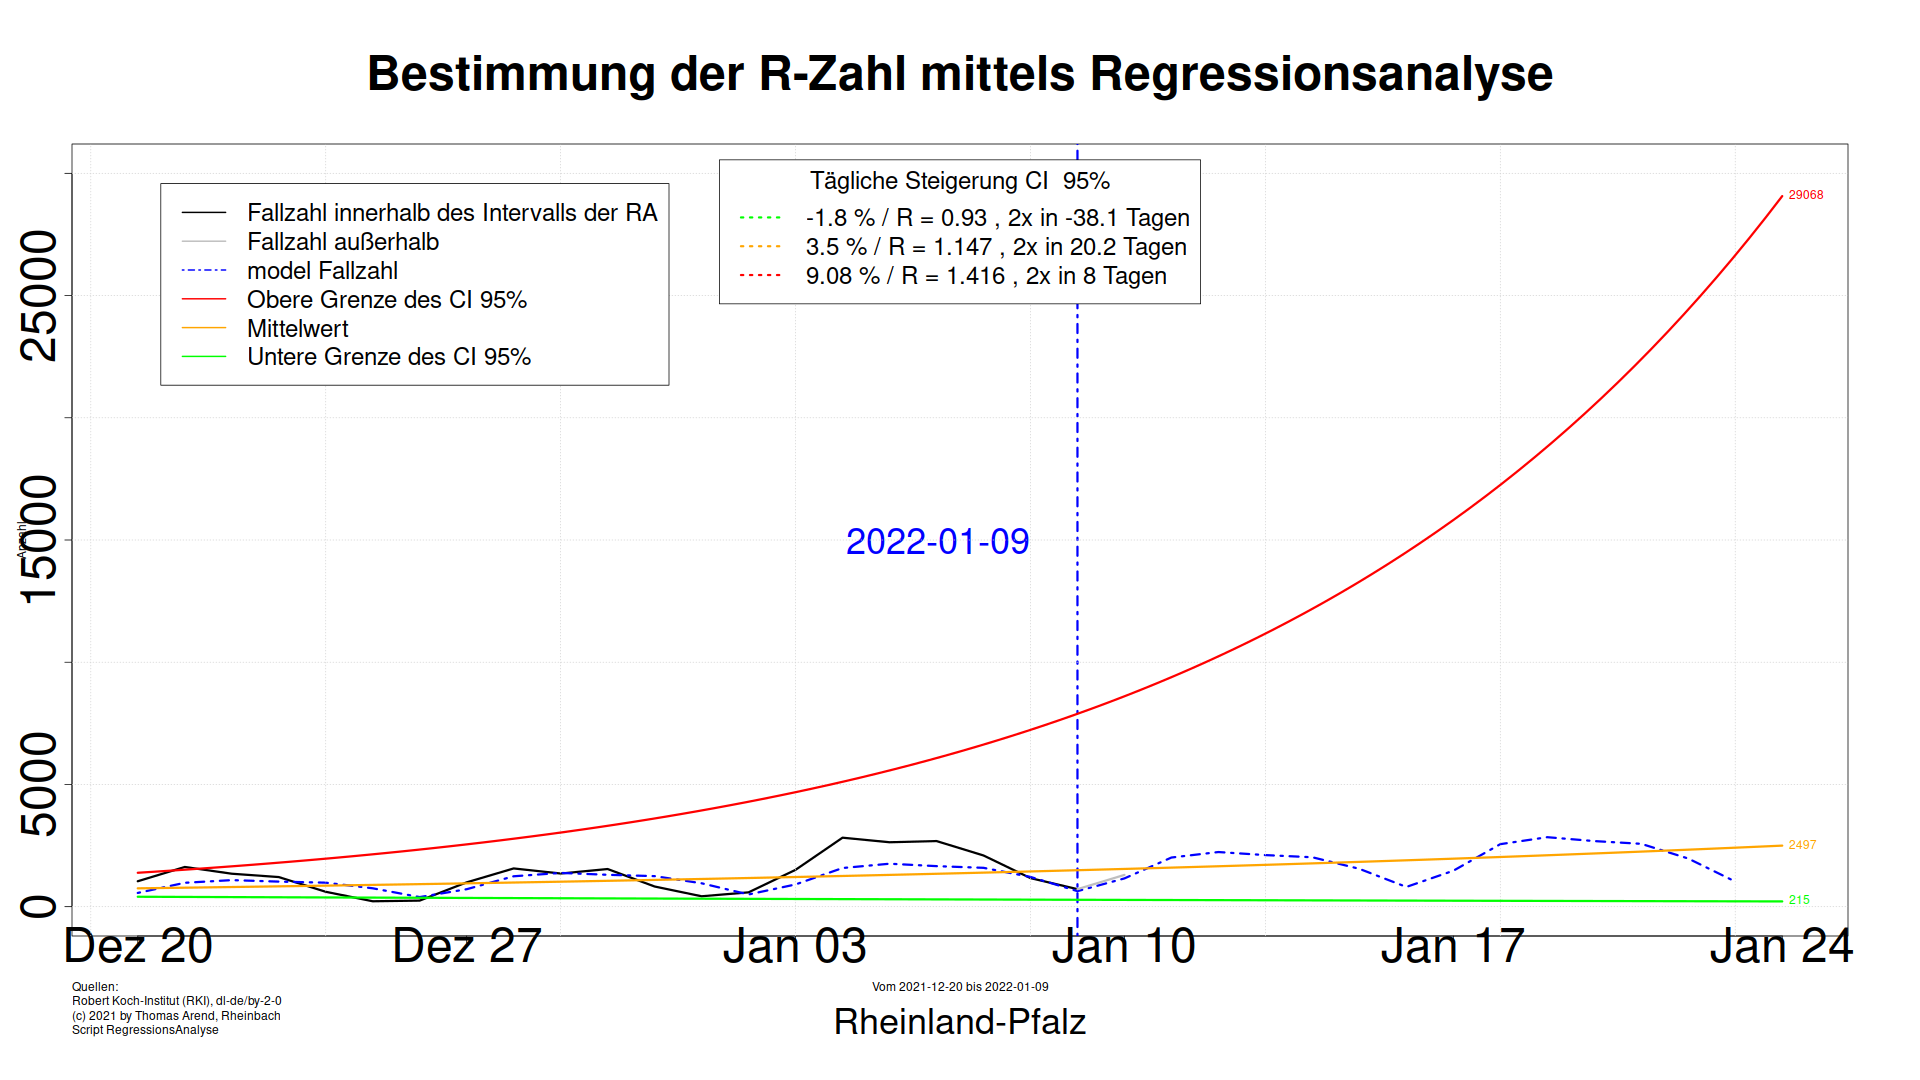 Bestimmung der R-Zahl mittels Regressionsanalyse
Fallzahl innerhalb des Intervalls der RA
Fallzahl außerhalb
model Fallzahl
Obere Grenze des CI 95%
Mittelwert
Untere Grenze des CI 95%
Tägliche Steigerung CI  95%
-1.8 % / R = 0.93 , 2x in -38.1 Tagen
3.5 % / R = 1.147 , 2x in 20.2 Tagen
9.08 % / R = 1.416 , 2x in 8 Tagen
29068
2022-01-09
2497
215
Anzahl
25000
15000
5000
0
Dez 20
Dez 27
Jan 03
Jan 10
Jan 17
Jan 24
Quellen:
Robert Koch-Institut (RKI), dl-de/by-2-0
(c) 2021 by Thomas Arend, Rheinbach
Script RegressionsAnalyse
Vom 2021-12-20 bis 2022-01-09
Rheinland-Pfalz